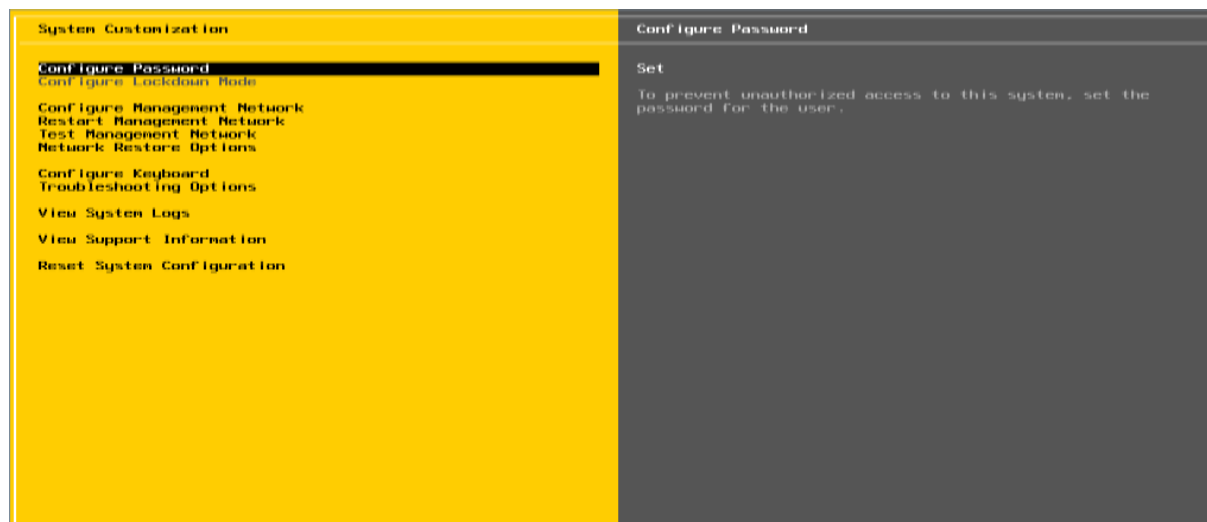 System Customization
Configure Password
Configure Lockdown Mode
Configure Management Network
Restart Management Network
Test Management Network
Network Restore Options
Configure Keyboard
Troubleshooting Options
View System Logs
View Support Information
Reset System Configuration
Configure Password
Set
To prevent unauthorized access to this system, set the
password for the user.